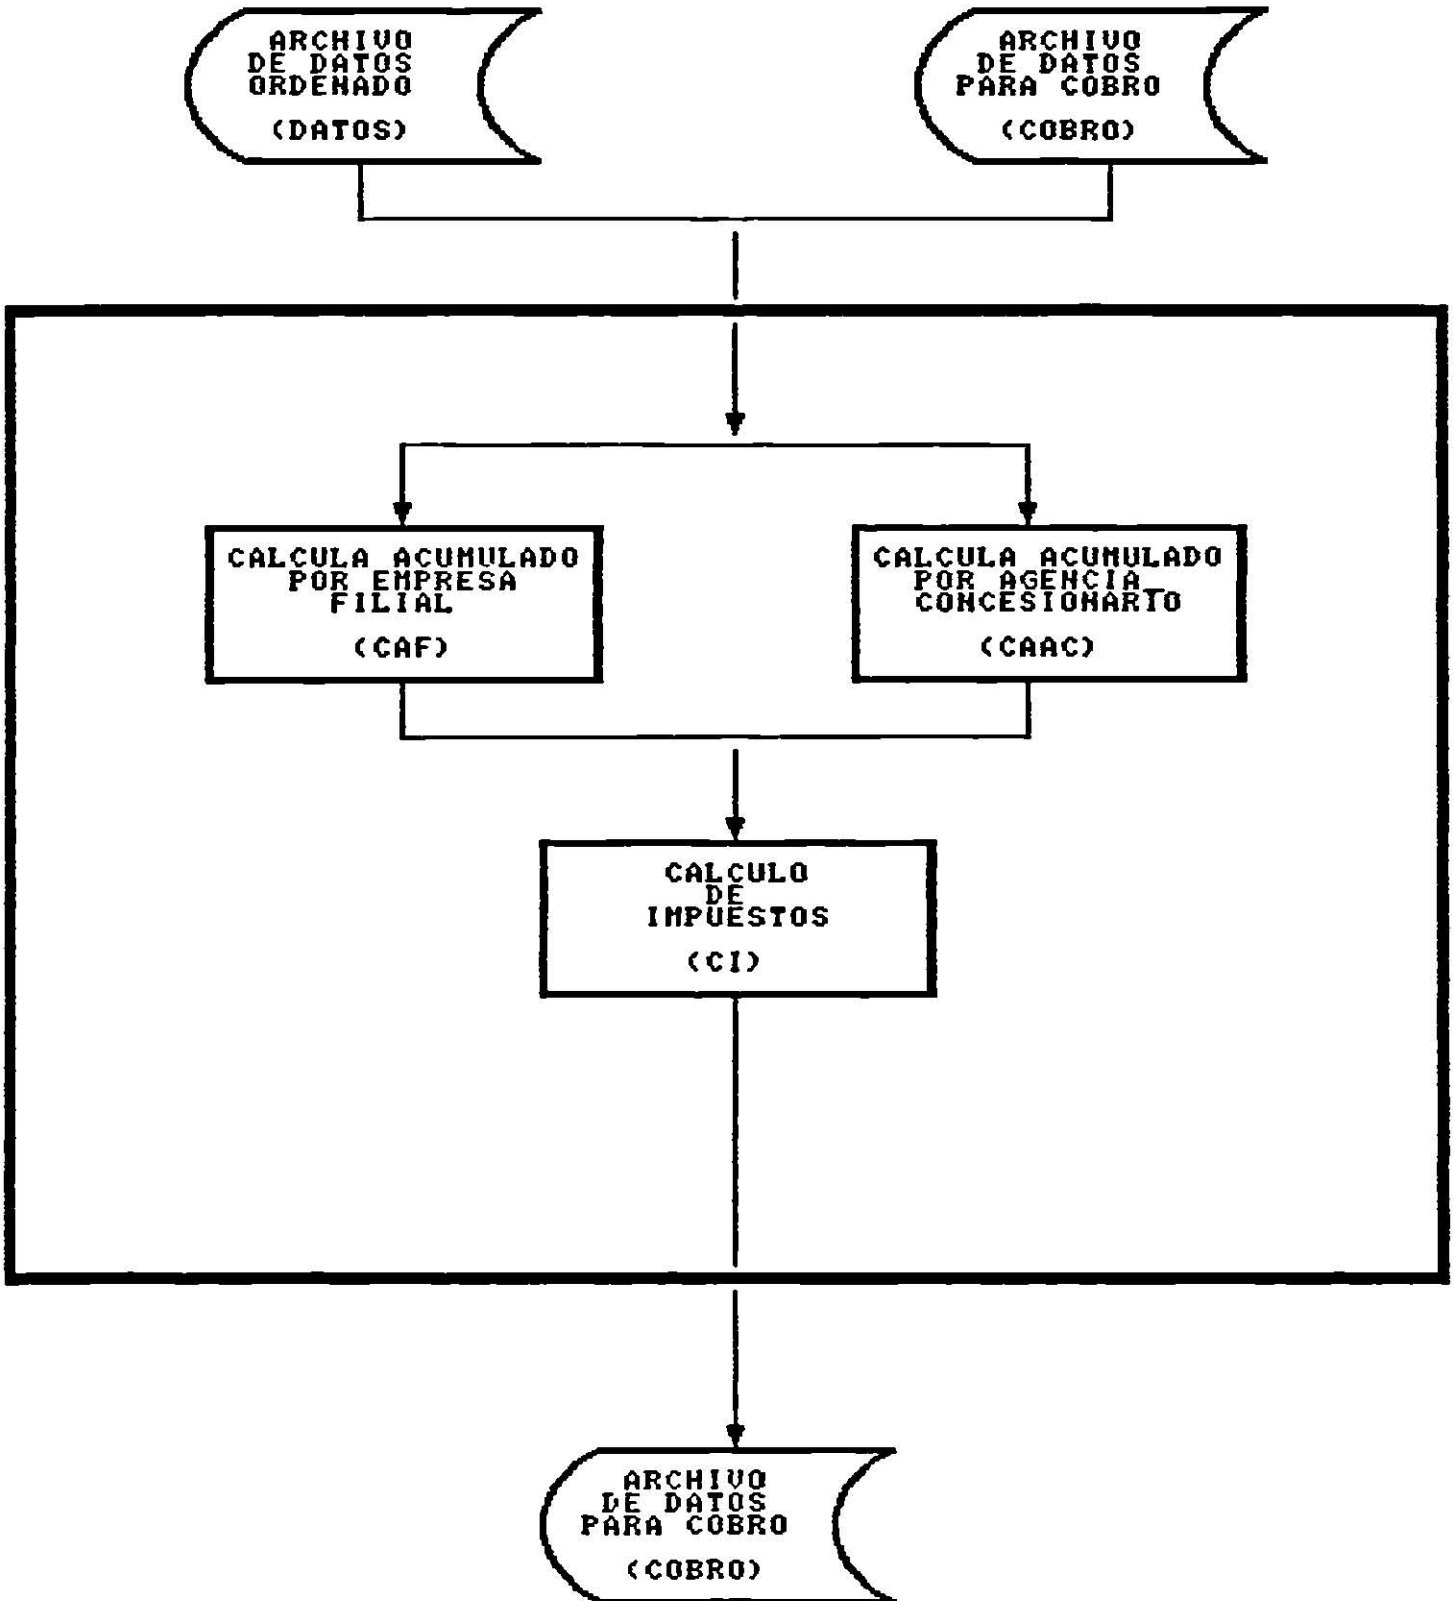 ARCHIVO
DE DATOS
ORDENADO
(DATOS)
ARCHIVO
DE DATOS
PARA COBRO
(COBRO)
CALCULA ACUMULADO
POR EMPRESA
FILIAL
(CAF)
CALCULA ACUMULADO
POR AGENCIA
CONCESIONARIO
(CAAC)
CALCULO
DE
IMPUESTOS
(CI)
ARCHIVO
DE DATOS
PARA COBRO
(COBRO)